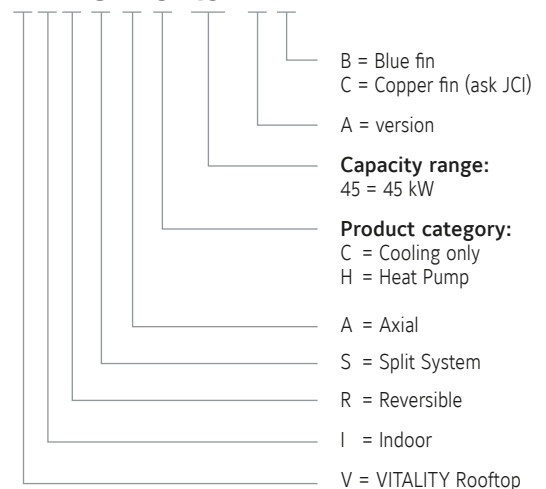 B = Blue fin
C = Copper fin (ask JCI)
A = version
Capacity range:
45 = 45 kW
Product category:
C = Cooling only
H = Heat Pump
A = Axial
S = Split System
R = Reversible
I = Indoor
V = VITALITY Rooftop